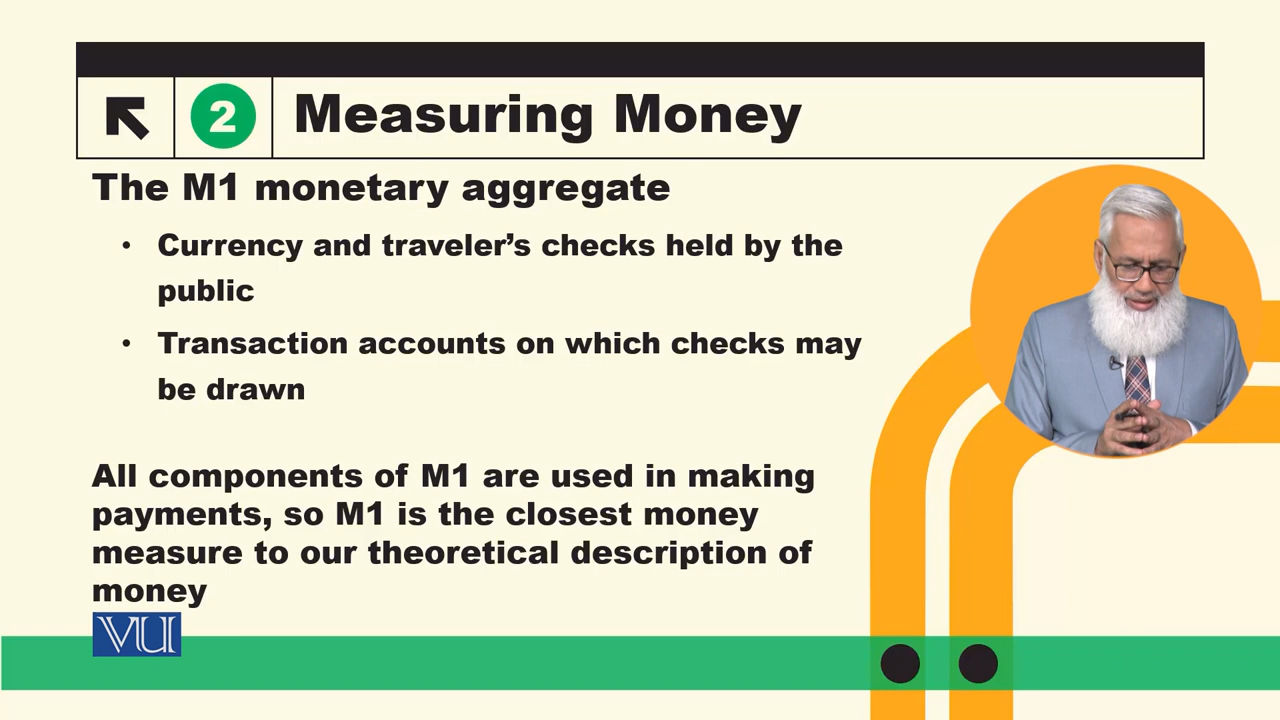 2
Measuring Money
The M1 monetary aggregate
• Currency and traveler’s checks held by the
public
• Transaction accounts on which checks may
be drawn
All components of M1 are used in making
payments, so M1 is the closest money
measure to our theoretical description of
money
VU